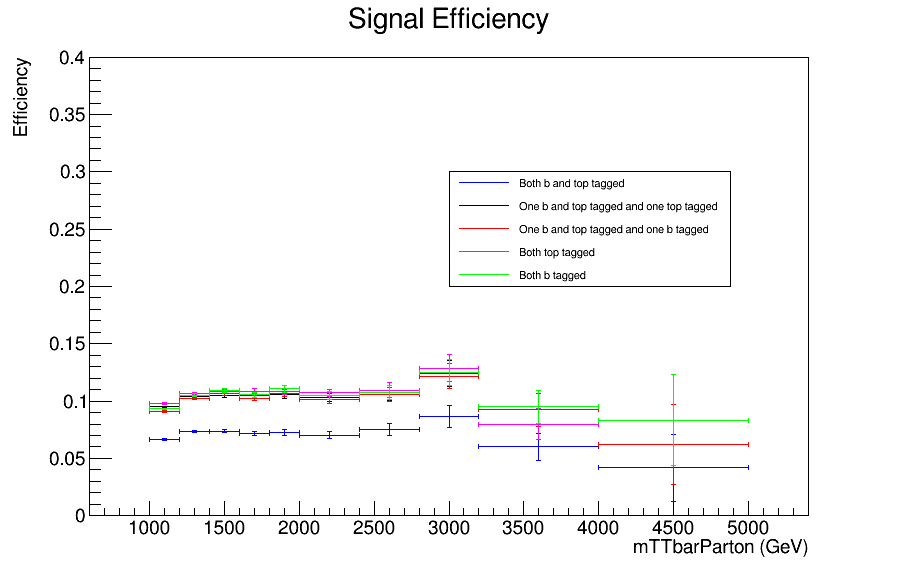 Signal Efficiency
Efficiency
0.4
0.35
0.3
0.25
0.2
0.15
0.1
0.05
0
Both b and top tagged
One b and top tagged and one top tagged
One b and top tagged and one b tagged
Both top tagged
Both b tagged
1000 1500 2000 2500 3000 3500 4000 4500 5000
mTTbarParton (GeV)